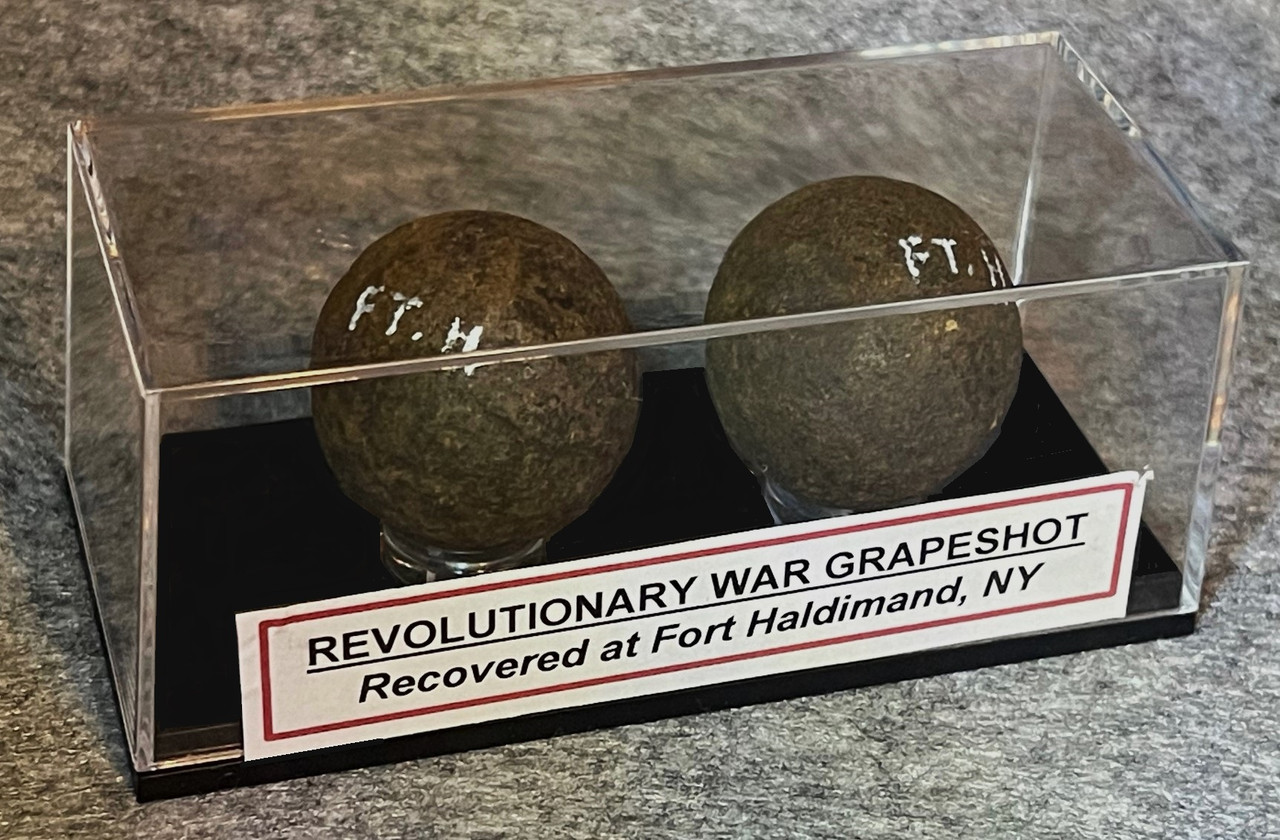 FT. H
FT. H
REVOLUTIONARY WAR GRAPESHOT
Recovered at Fort Haldimand, NY